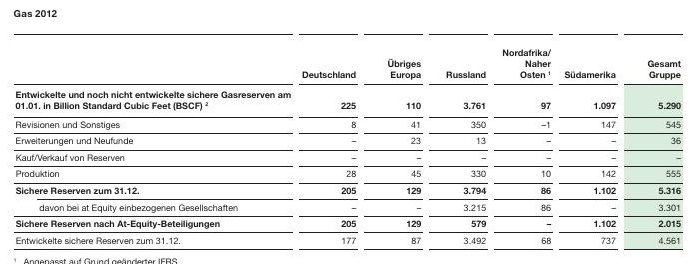 Gas 2012
Deutschland Übriges Europa Russland Nordafrika/ Naher Osten ¹ Südamerika Gesamt Gruppe
Entwickelte und noch nicht entwickelte sichere Gasreserven am
01.01. in Billion Standard Cubic Feet (BSCF) ² 225 110 3.761 97 1.097 5.290
Revisionen und Sonstiges 8 41 350 –1 147 545
Erweiterungen und Neufunde – 23 13 – – 36
Kauf/Verkauf von Reserven – – – – – –
Produktion 28 45 330 10 142 555
Sichere Reserven zum 31.12. 205 129 3.794 86 1.102 5.316
davon bei at Equity einbezogenen Gesellschaften – – 3.215 86 – 3.301
Sichere Reserven nach At-Equity-Beteiligungen 205 129 579 – 1.102 2.015
Entwickelte sichere Reserven zum 31.12. 177 87 3.492 68 737 4.561
¹ Angepasst auf Grund geänderter IFRS